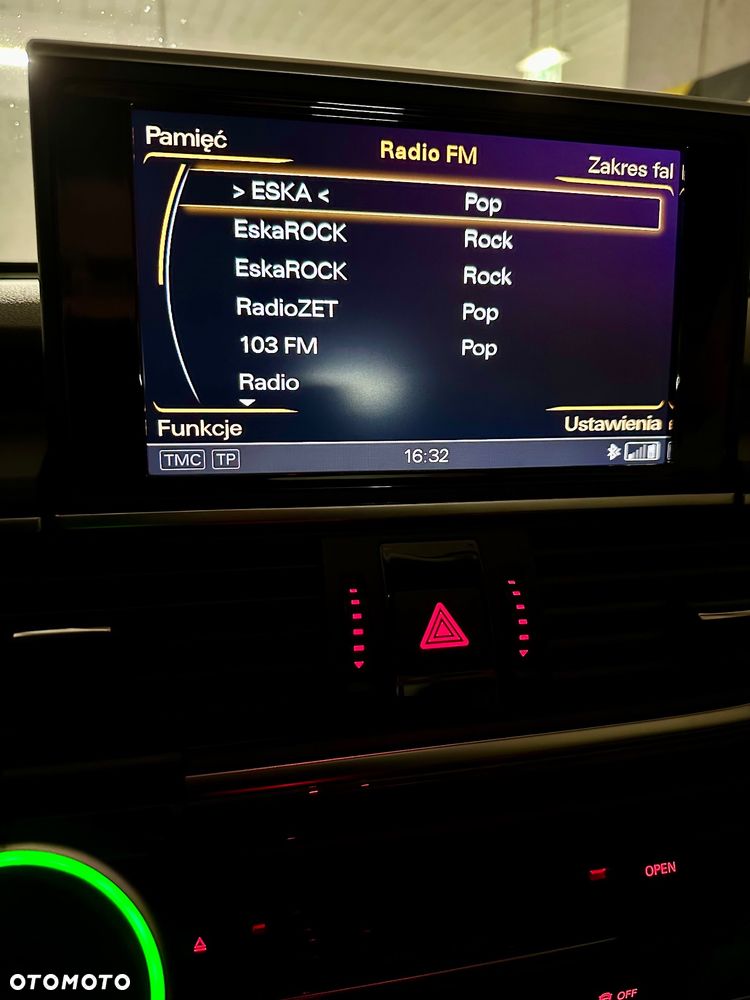 Pamięć
Radio FM
Zakres fal
> ESKA < Pop
EskaROCK Rock
EskaROCK Rock
RadioZET Pop
103 FM Pop
Radio
Funkcje
Ustawienia
TMC TP 16:32
OPEN
OFF
OTOMOTO